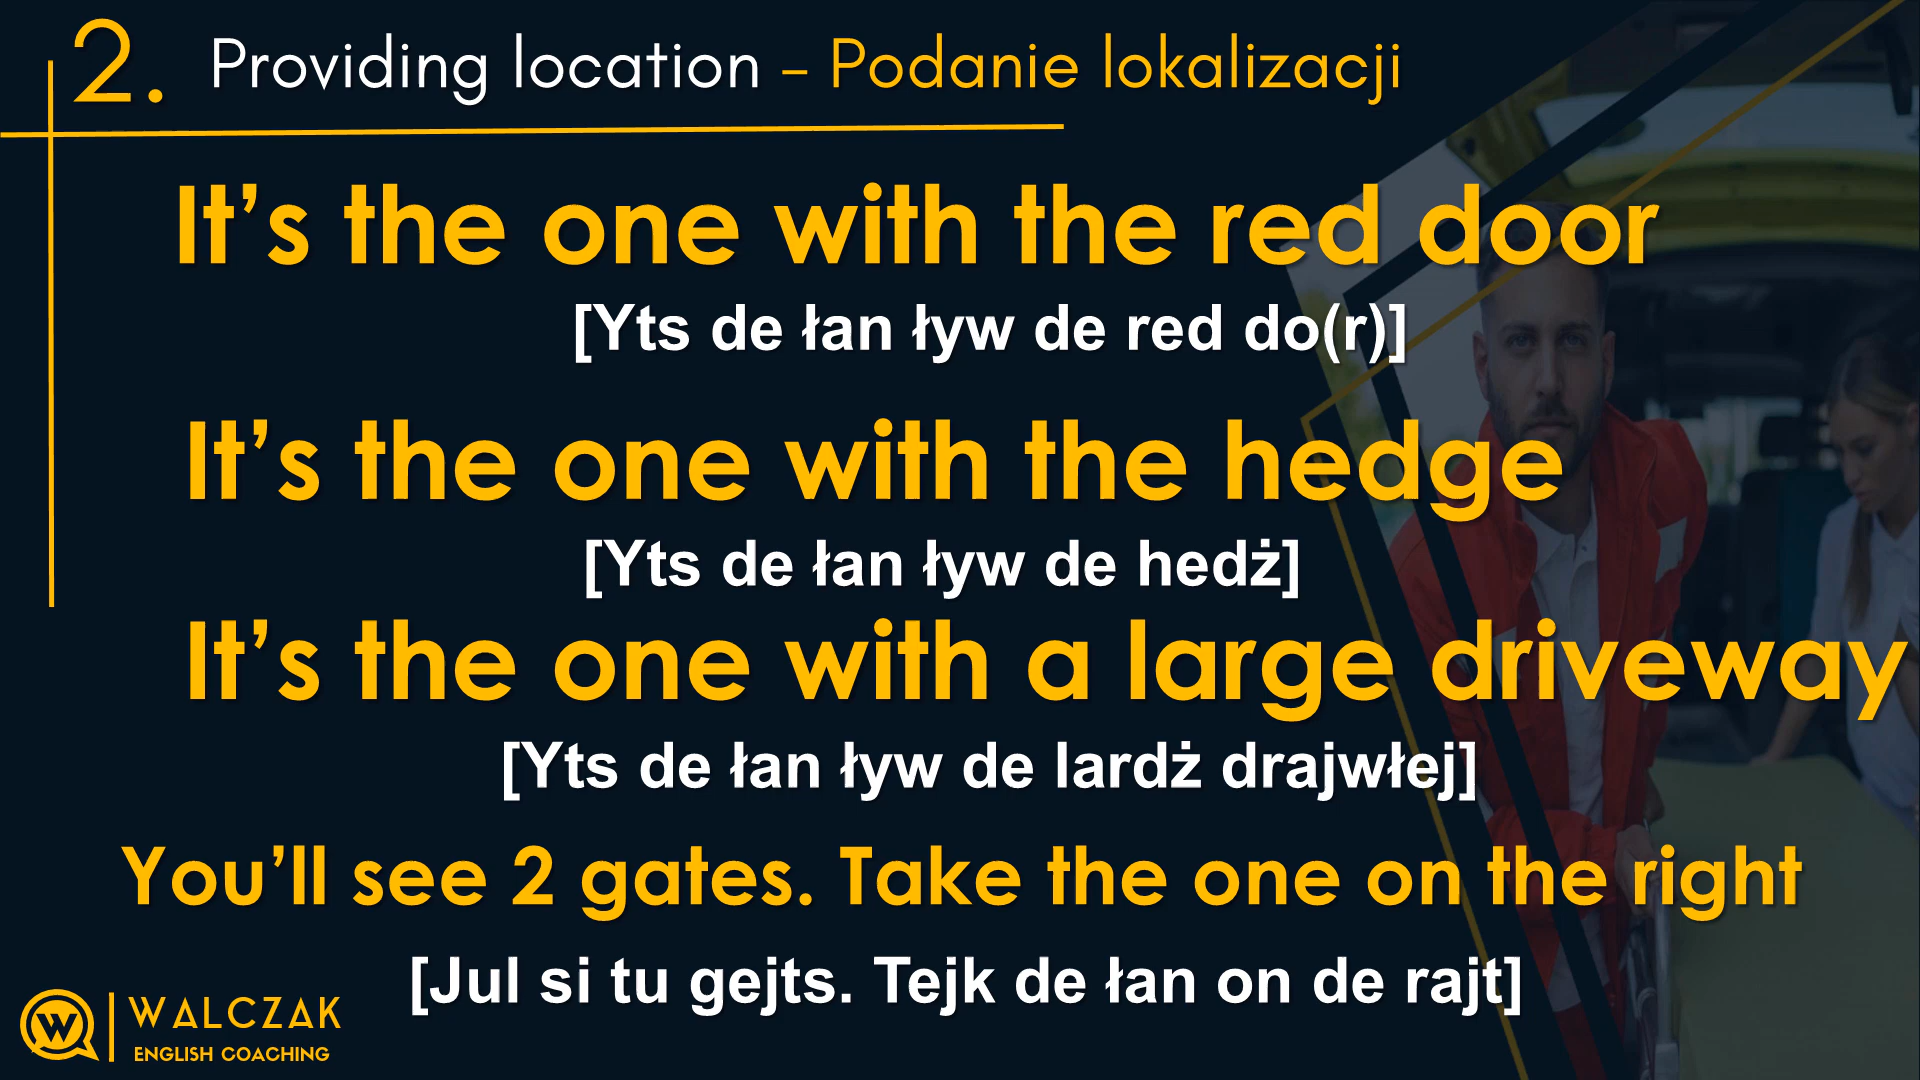 2. Providing location – Podanie lokalizacji
It’s the one with the red door
[Yts de łan ływ de red do(r)]
It’s the one with the hedge
[Yts de łan ływ de hedż]
It’s the one with a large driveway
[Yts de łan ływ de lardż drajwłej]
You’ll see 2 gates. Take the one on the right
[Jul si tu gejts. Tejk de łan on de rajt]
W
WALCZAK
ENGLISH COACHING